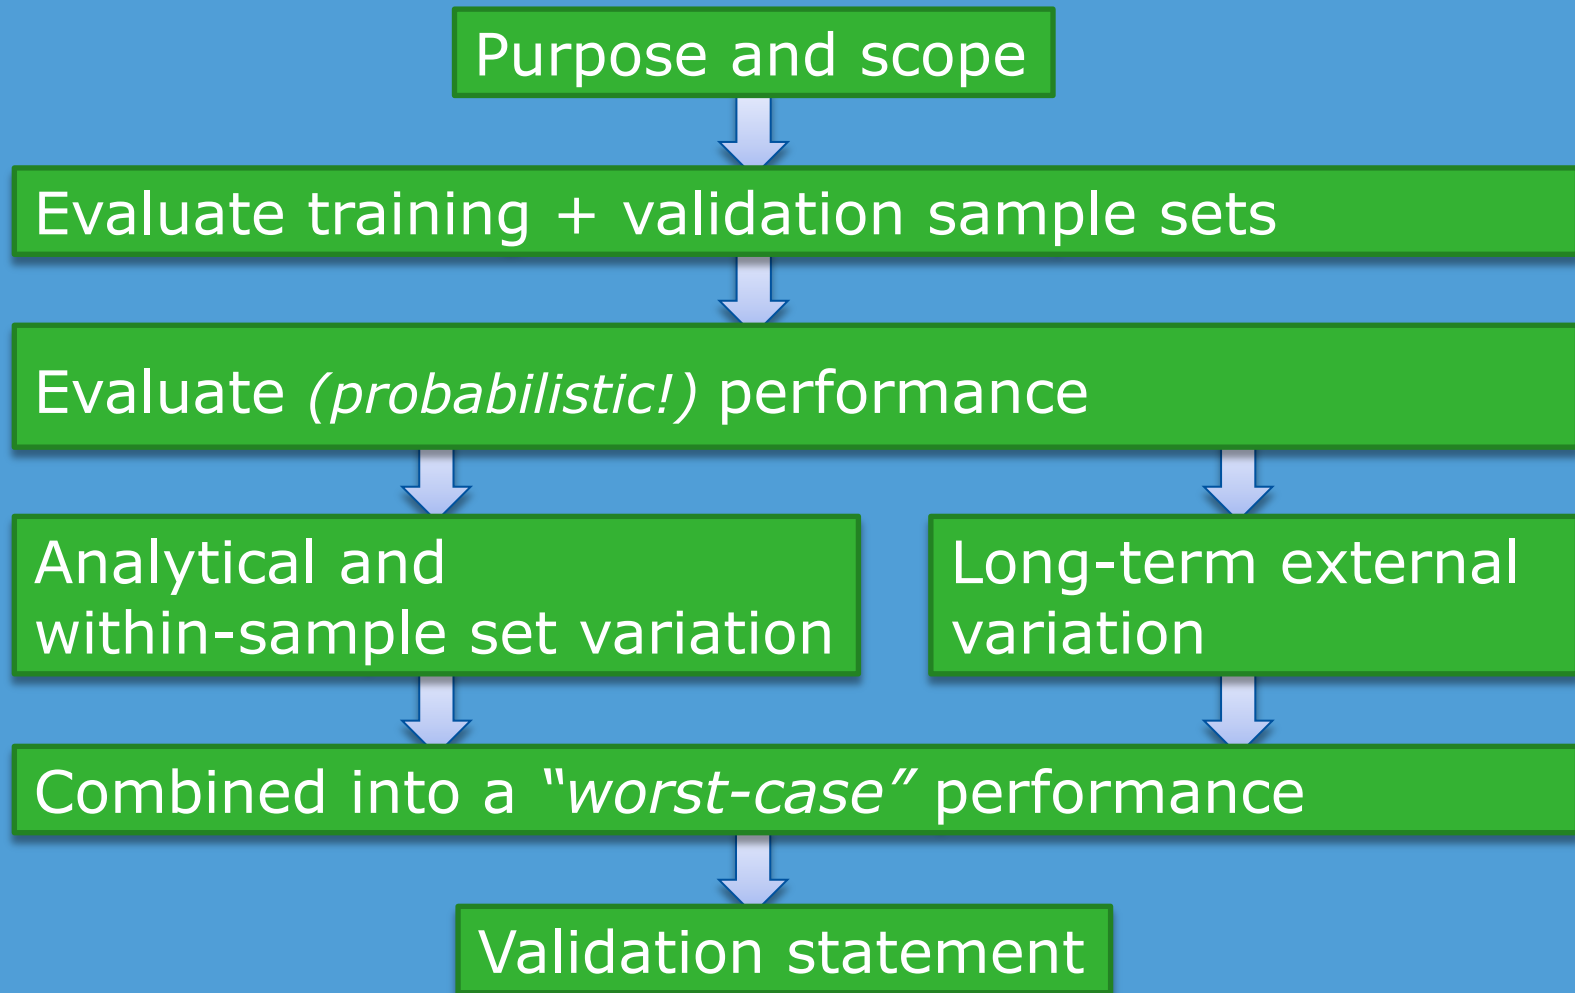 Purpose and scope
Evaluate training + validation sample sets
Evaluate (probabilistic!) performance
Analytical and
within-sample set variation
Long-term external
variation
Combined into a “worst-case” performance
Validation statement